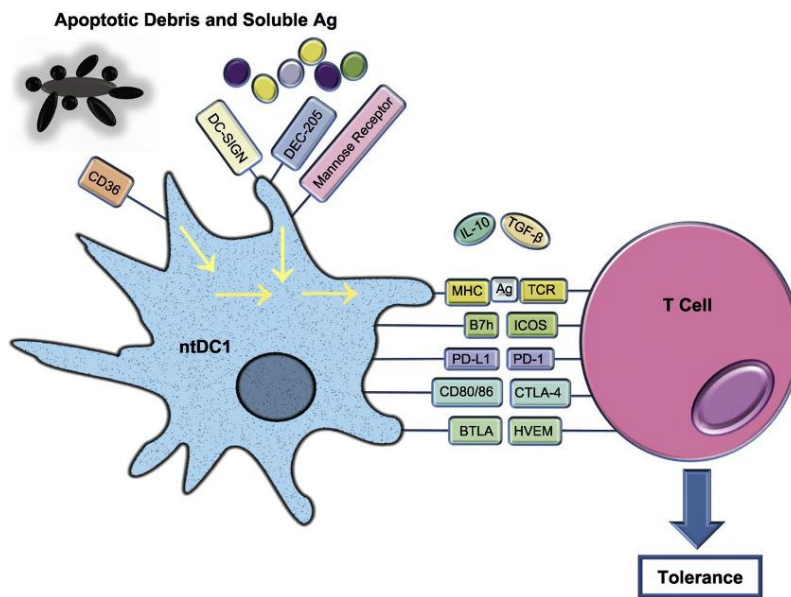 Apoptotic Debris and Soluble Ag
DC-SIGN
DEC-205
Mannose Receptor
CD36
IL-10
TGF-β
MHC Ag TCR
T Cell
B7h ICOS
ntDC1
PD-L1 PD-1
CD80/86 CTLA-4
BTLA HVEM
Tolerance